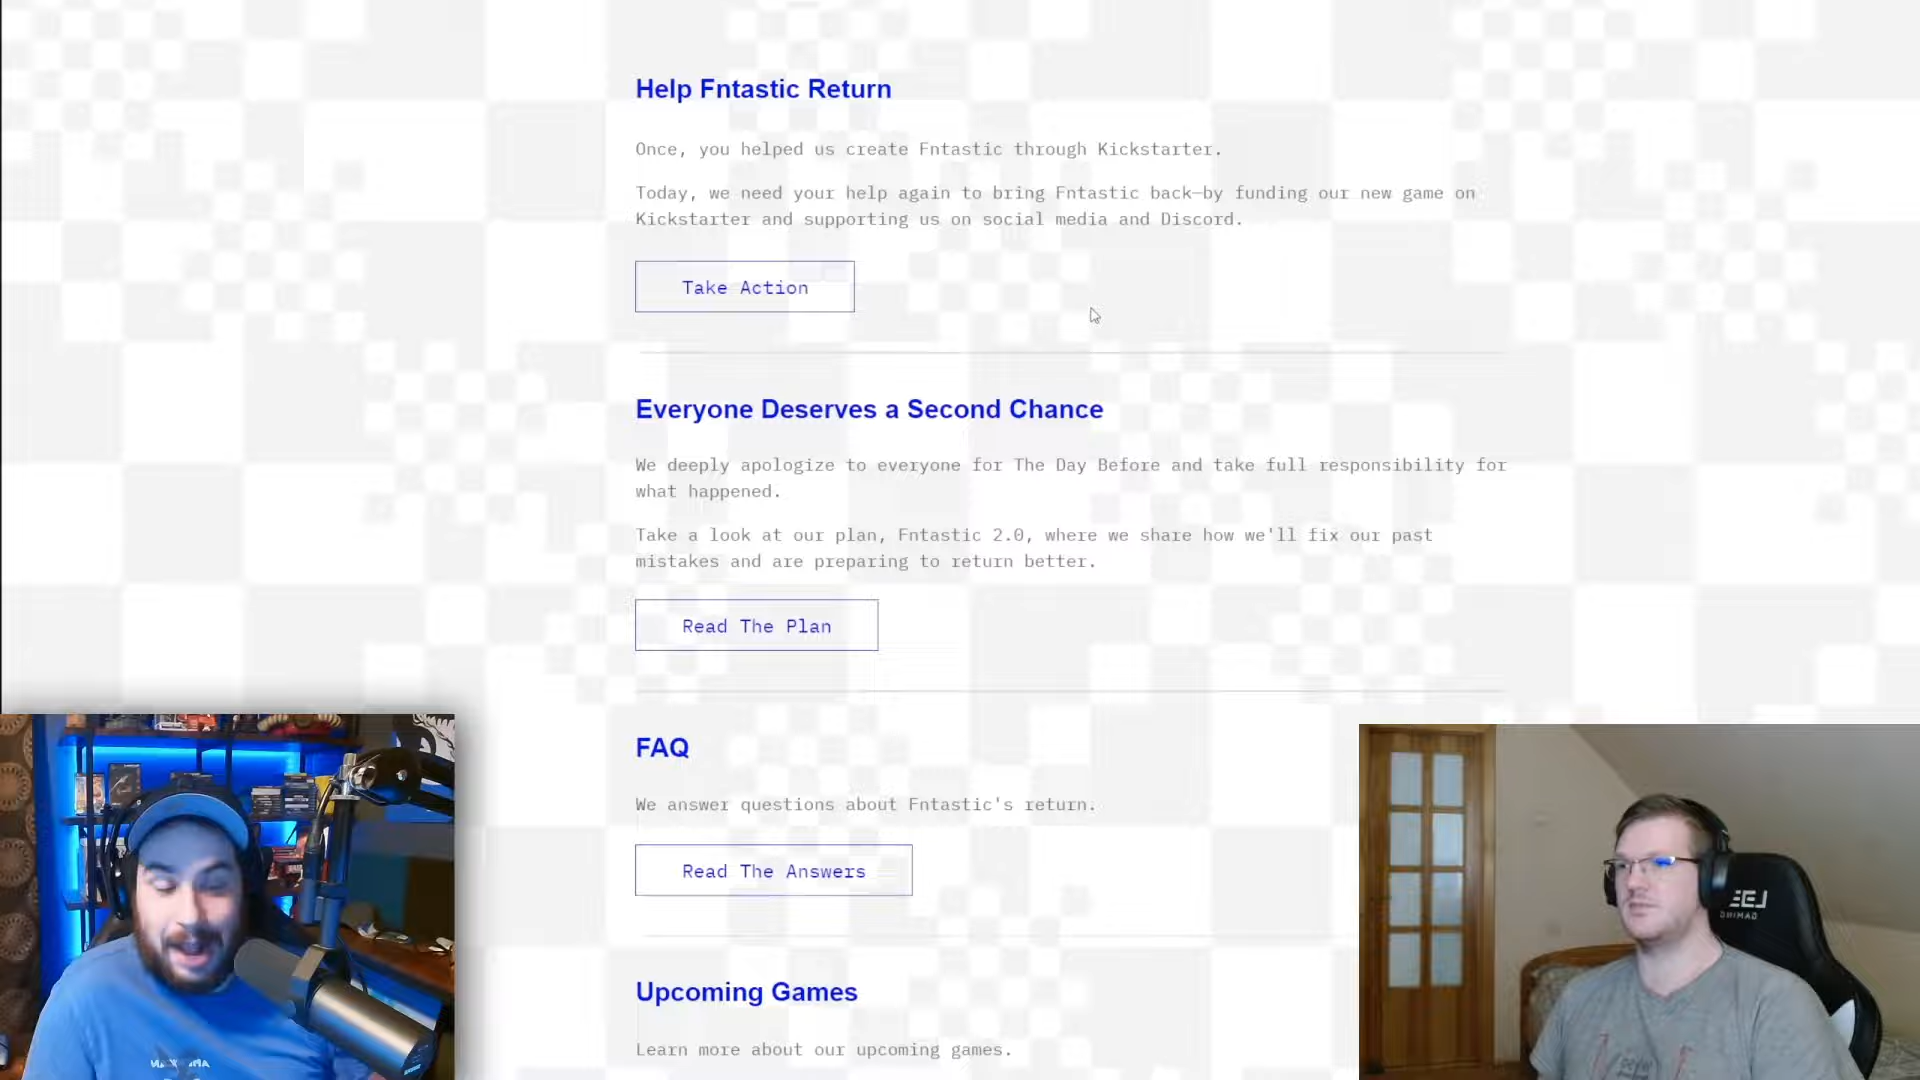 Help Fntastic Return
Once, you helped us create Fntastic through Kickstarter.
Today, we need your help again to bring Fntastic back—by funding our new game on
Kickstarter and supporting us on social media and Discord.
Take Action
Everyone Deserves a Second Chance
We deeply apologize to everyone for The Day Before and take full responsibility for
what happened.
Take a look at our plan, Fntastic 2.0, where we share how we'll fix our past
mistakes and are preparing to return better.
Read The Plan
FAQ
We answer questions about Fntastic's return.
Read The Answers
Upcoming Games
Learn more about our upcoming games.